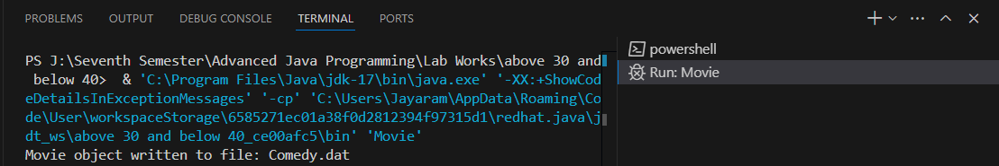 PROBLEMS OUTPUT DEBUG CONSOLE TERMINAL PORTS
PS J:\Seventh Semester\Advanced Java Programming\Lab Works\above 30 and
below 40>  & 'C:\Program Files\Java\jdk-17\bin\java.exe' '-XX:+ShowCod
eDetailsInExceptionMessages' '-cp' 'C:\Users\Jayaram\AppData\Roaming\Co
de\User\workspaceStorage\6585271ec01a38f0d2812394f97315d1\redhat.java\j
dt_ws\above 30 and below 40_ce00afc5\bin' 'Movie'
Movie object written to file: Comedy.dat
powershell
Run: Movie